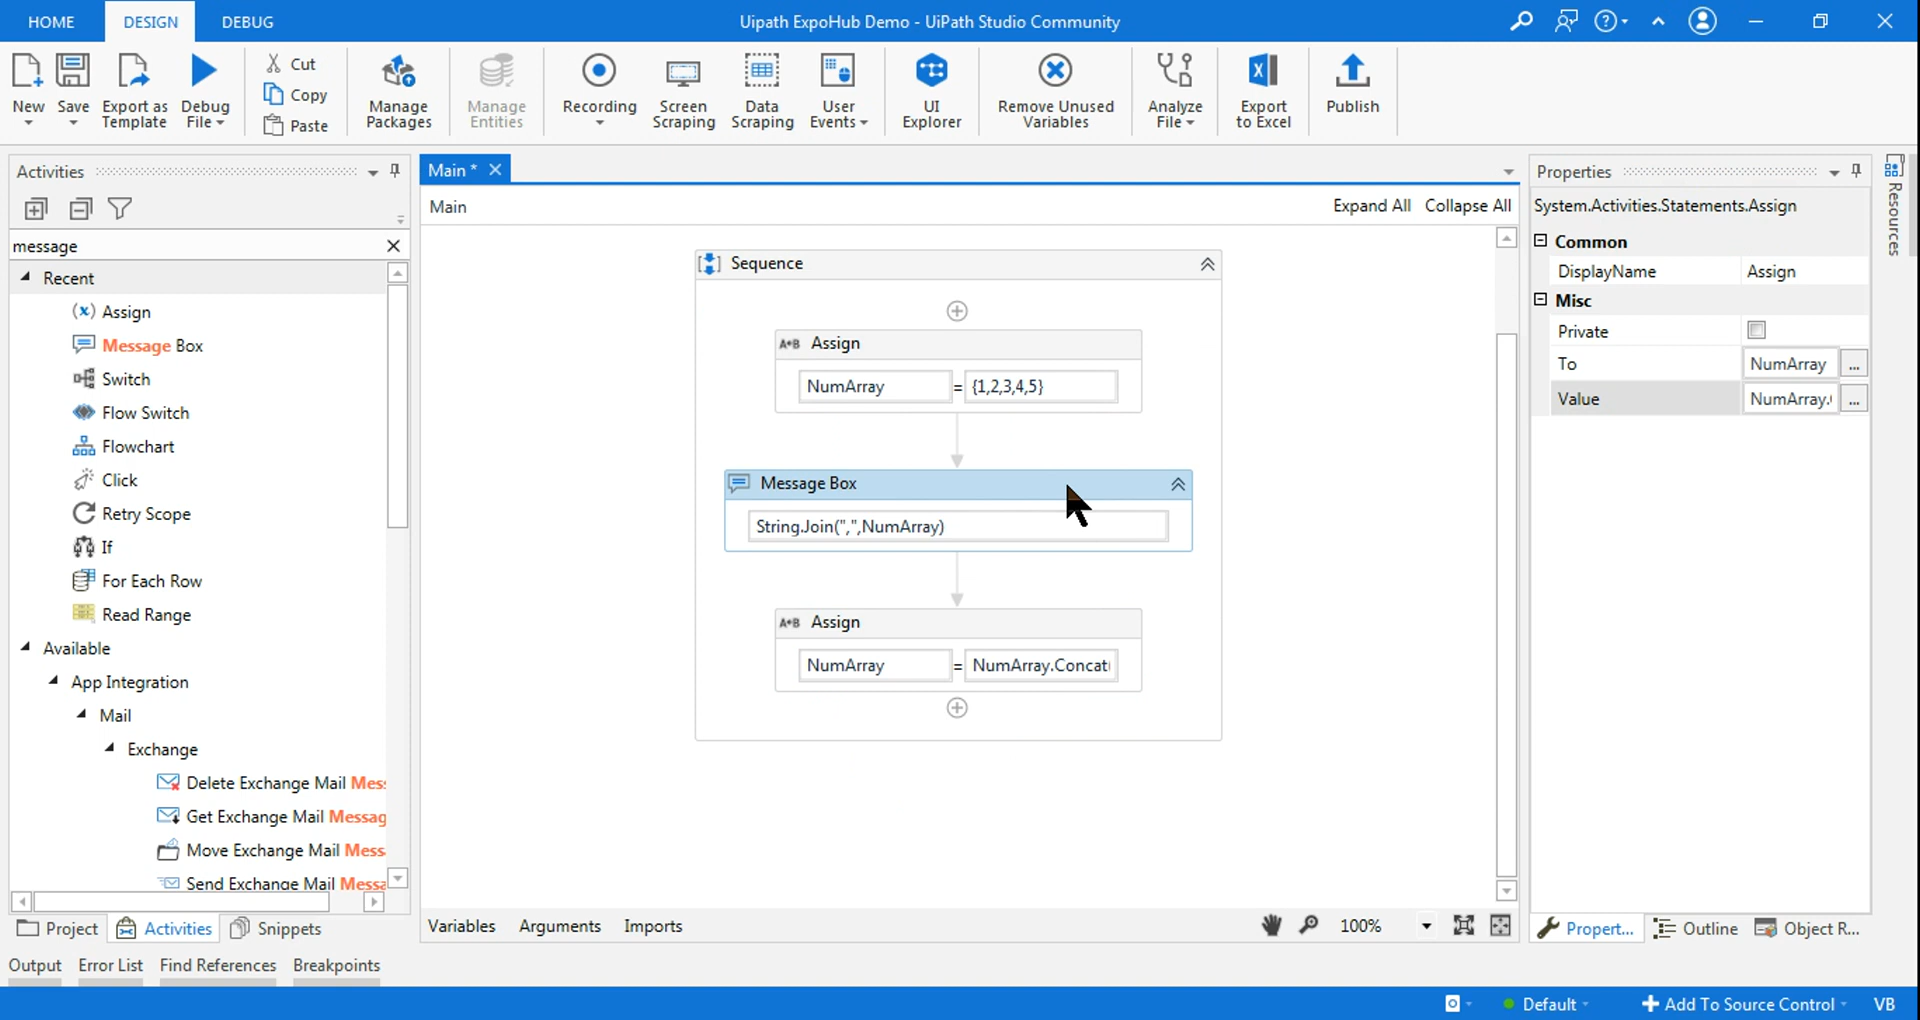 HOME DESIGN DEBUG
Uipath ExpoHub Demo - UiPath Studio Community
New
Save
Export as
Template
Debug
File
Cut
Copy
Paste
Manage
Packages
Manage
Entities
Recording
Screen
Scraping
Data
Scraping
User
Events
UI
Explorer
Remove Unused
Variables
Analyze
File
Export
to Excel
Publish
Activities
message
Recent
Assign
Message Box
Switch
Flow Switch
Flowchart
Click
Retry Scope
If
For Each Row
Read Range
Available
App Integration
Mail
Exchange
Delete Exchange Mail Mes
Get Exchange Mail Messag
Move Exchange Mail Mess
Send Exchange Mail Messa
Project Activities Snippets
Main *
Main
Expand All Collapse All
Sequence
A*B Assign
NumArray = {1,2,3,4,5}
Message Box
String.Join(",",NumArray)
A*B Assign
NumArray = NumArray.Concat(
Variables Arguments Imports
100%
Properties
System.Activities.Statements.Assign
Common
DisplayName Assign
Misc
Private
To NumArray ...
Value NumArray.( ...
Propert... Outline Object R...
Resources
Output Error List Find References Breakpoints
Default Add To Source Control VB